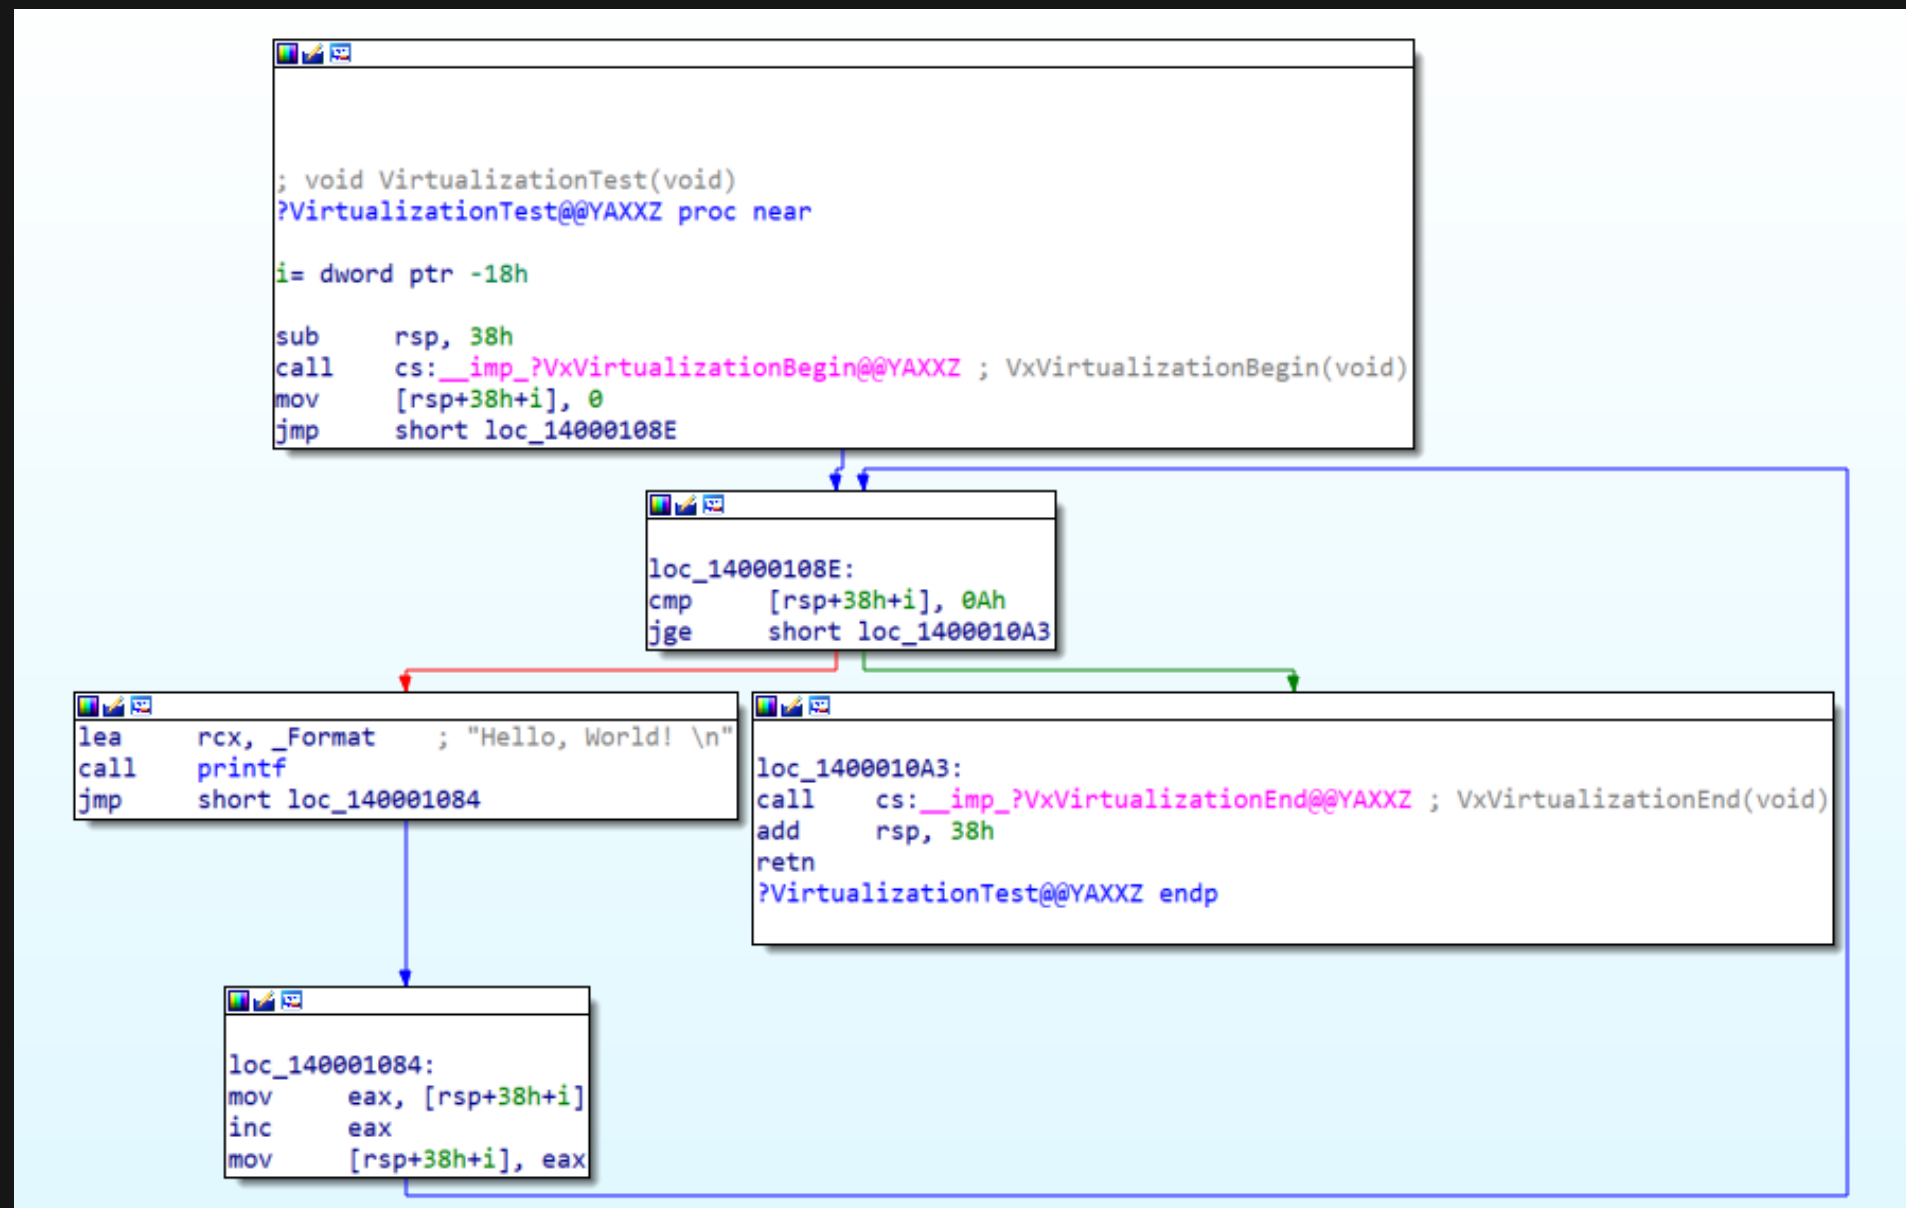 ; void VirtualizationTest(void)
?VirtualizationTest@@YAXXZ proc near
i= dword ptr -18h
sub rsp, 38h
call cs:__imp_?VxVirtualizationBegin@@YAXXZ ; VxVirtualizationBegin(void)
mov [rsp+38h+i], 0
jmp short loc_14000108E
loc_14000108E:
cmp [rsp+38h+i], 0Ah
jge short loc_1400010A3
lea rcx, _Format ; "Hello, World! \n"
call printf
jmp short loc_140001084
loc_1400010A3:
call cs:__imp_?VxVirtualizationEnd@@YAXXZ ; VxVirtualizationEnd(void)
add rsp, 38h
retn
?VirtualizationTest@@YAXXZ endp
loc_140001084:
mov eax, [rsp+38h+i]
inc eax
mov [rsp+38h+i], eax